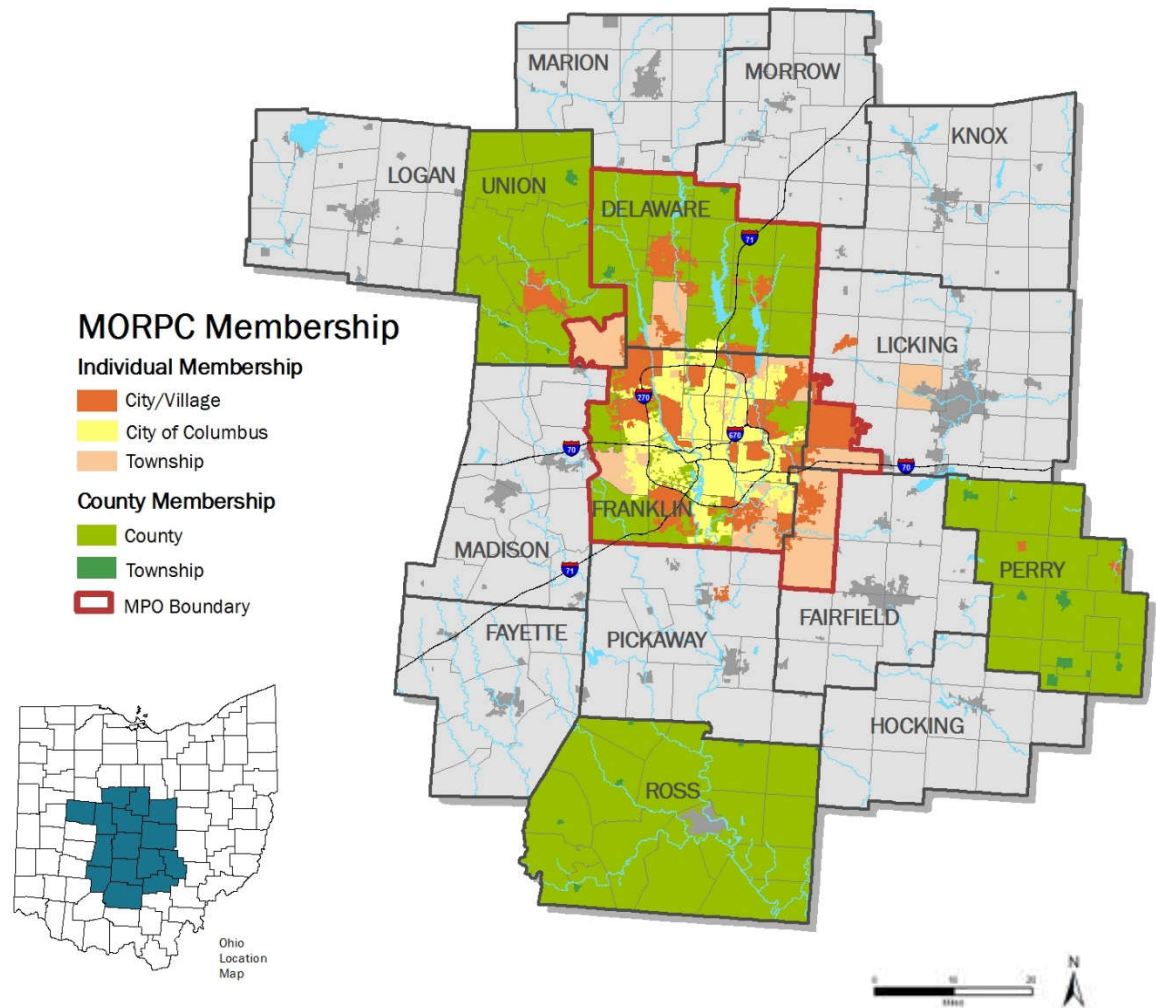 MARION
MORROW
KNOX
LOGAN
UNION
DELAWARE
71
MORPC Membership
Individual Membership
City/Village
City of Columbus
Township
County Membership
County
Township
MPO Boundary
LICKING
270
670
70
70
FRANKLIN
MADISON
71
PERRY
FAYETTE
PICKAWAY
FAIRFIELD
HOCKING
ROSS
Ohio
Location
Map
N
0 10 20
Miles